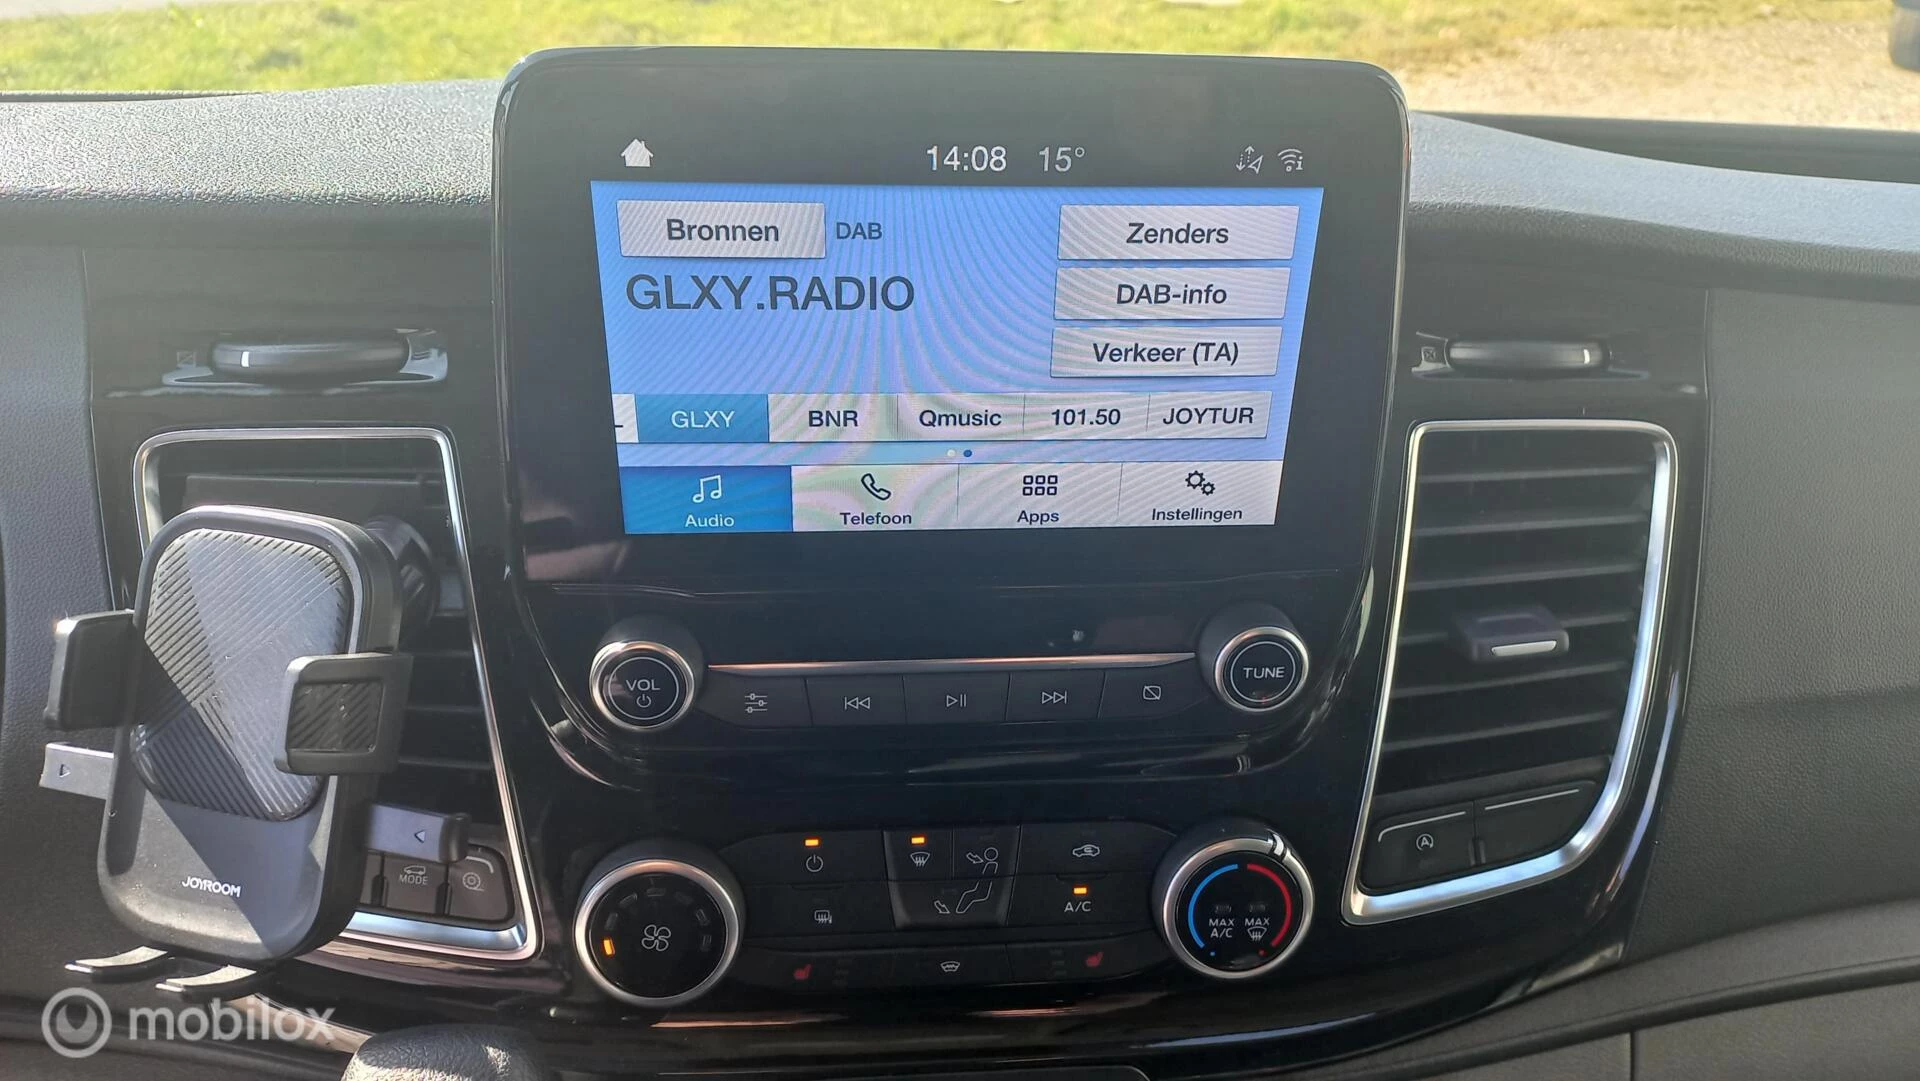 14:08 15°
Bronnen DAB Zenders
GLXY.RADIO
DAB-info
Verkeer (TA)
L GLXY BNR Qmusic 101.50 JOYTUR
Audio Telefoon Apps Instellingen
VOL TUNE
A/C
MAX A/C MAX
MODE
JOYROOM
mobilox